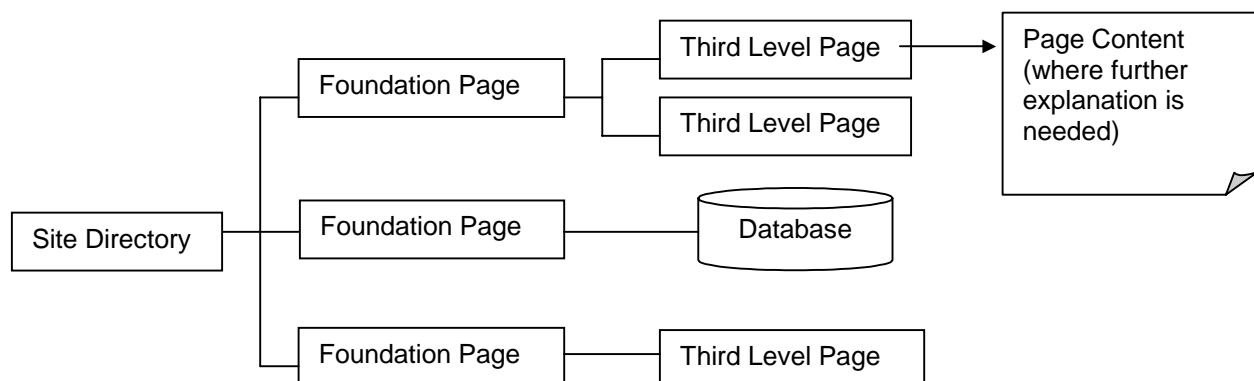 Site Directory
Foundation Page
Third Level Page
Third Level Page
Page Content
(where further
explanation is
needed)
Foundation Page
Database
Foundation Page
Third Level Page